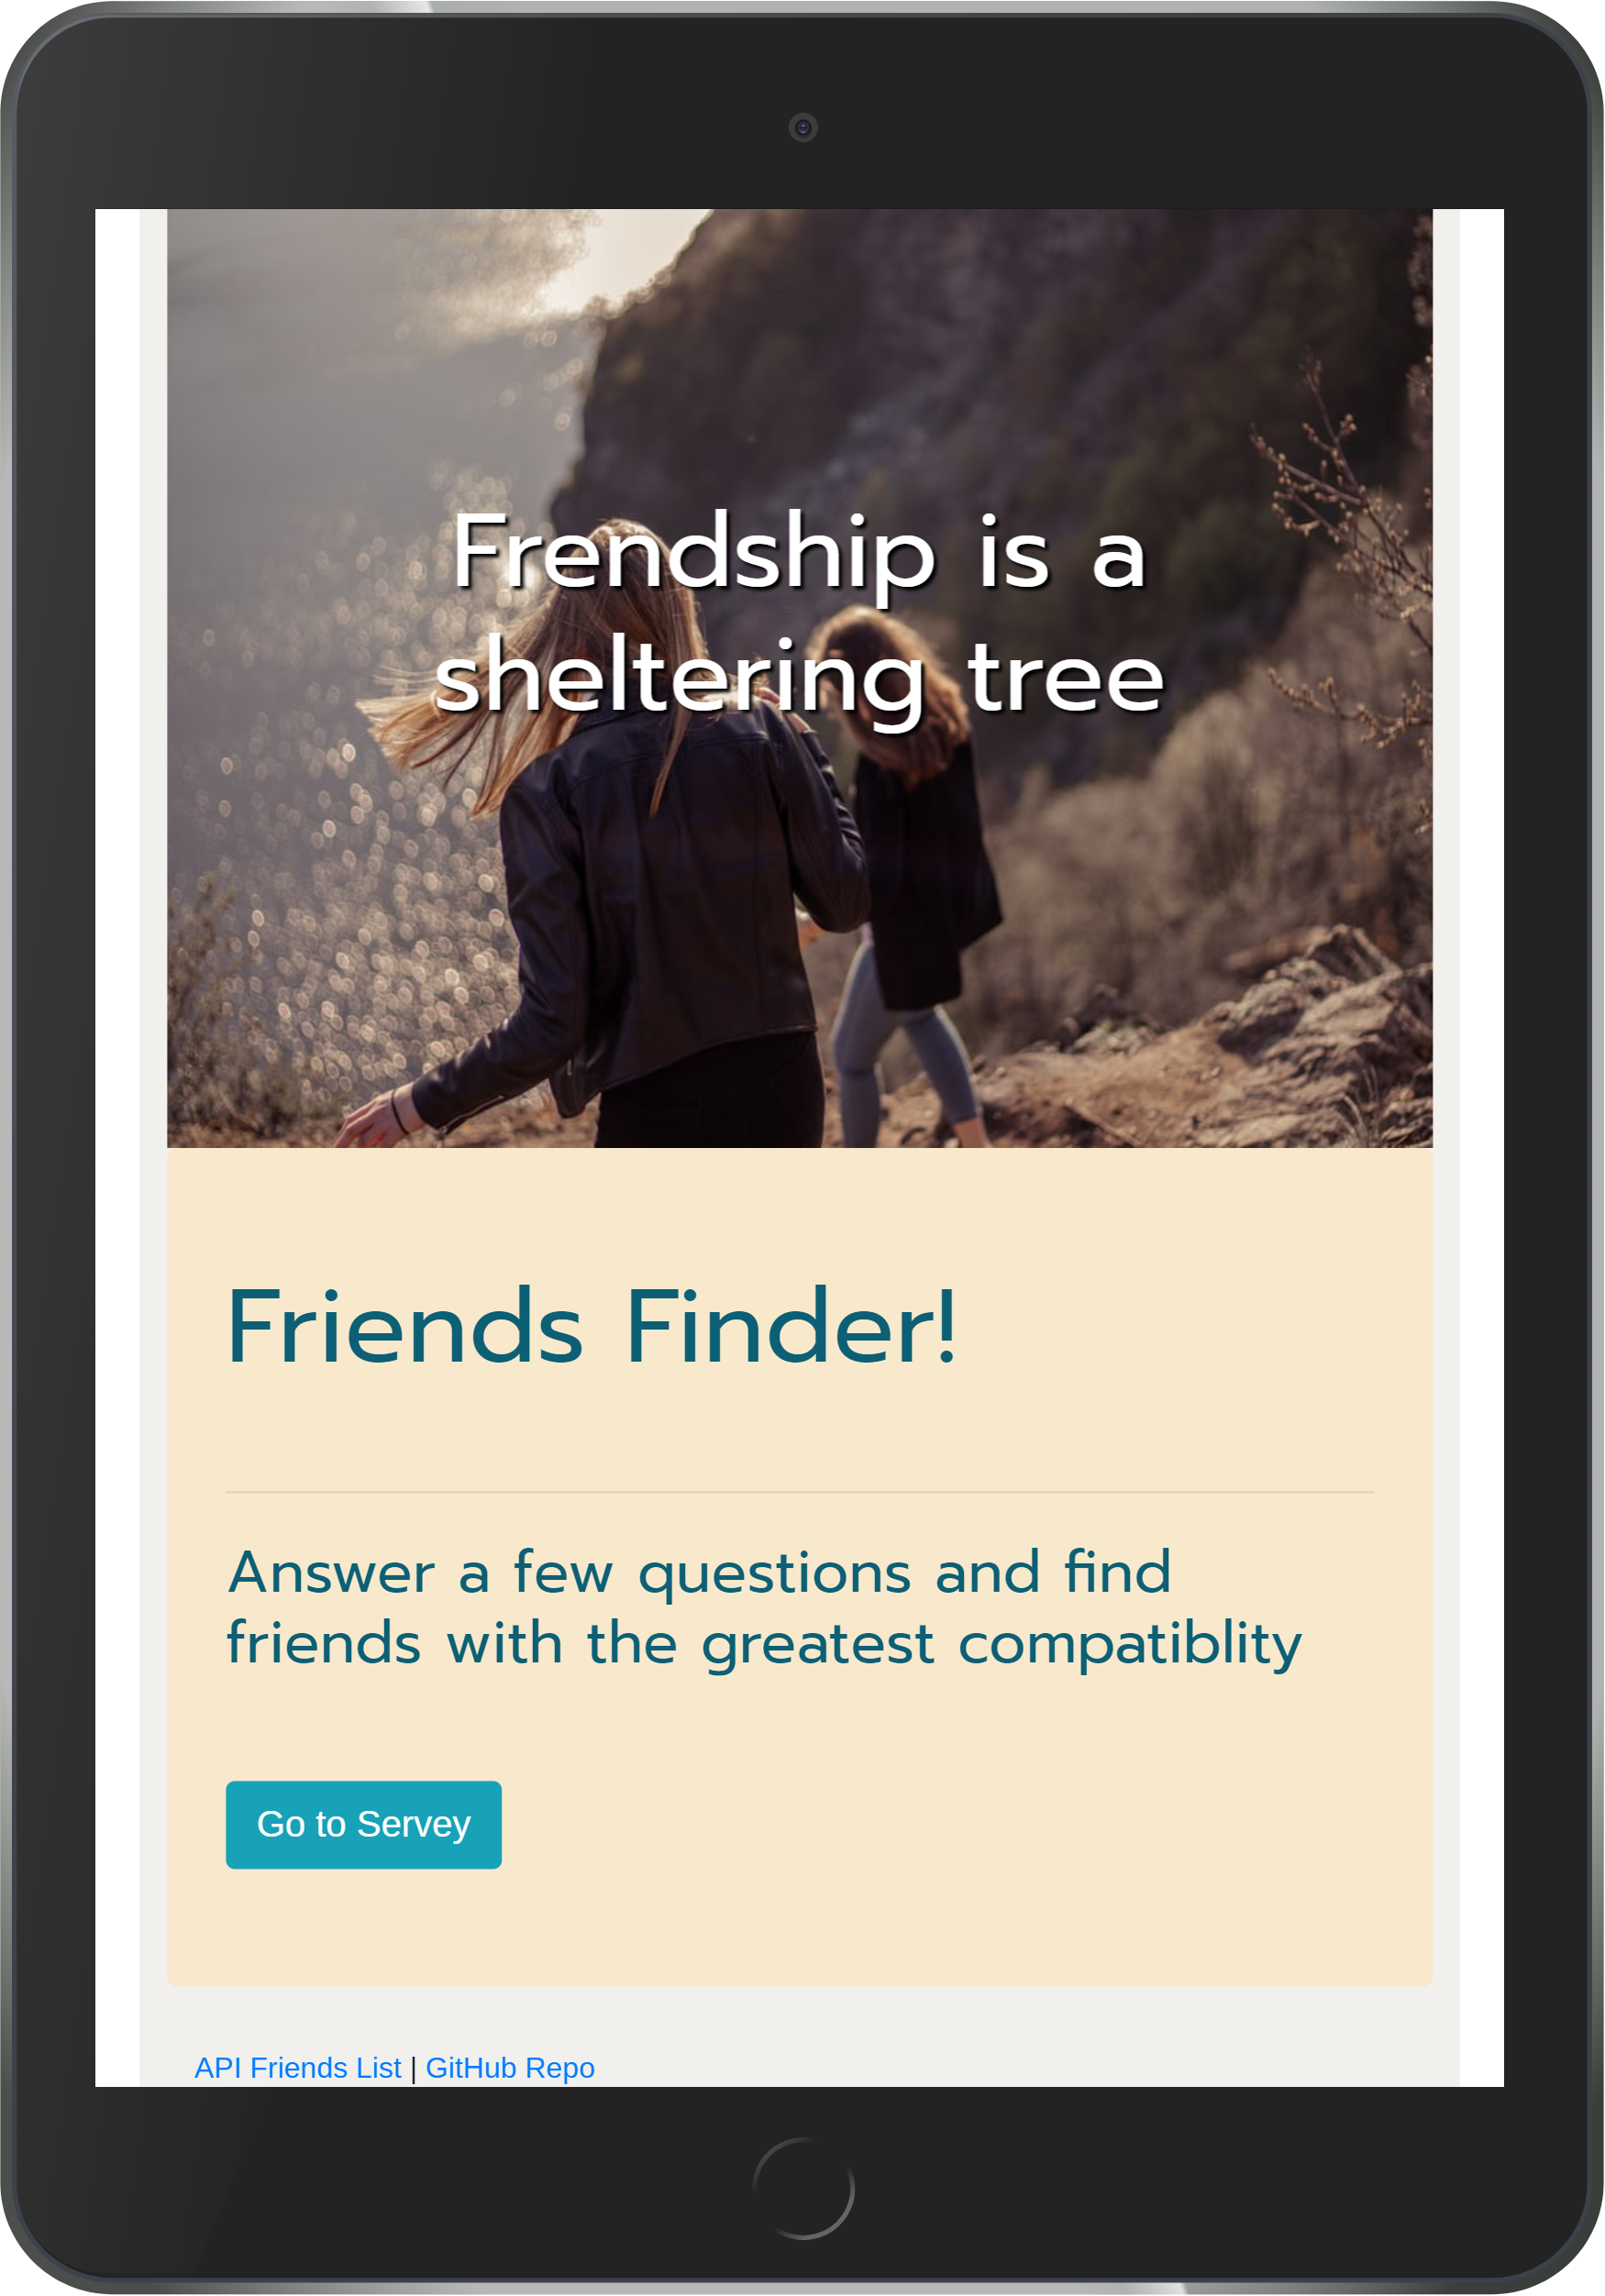 Frendship is a
sheltering tree
Friends Finder!
Answer a few questions and find
friends with the greatest compatiblity
Go to Servey
API Friends List | GitHub Repo